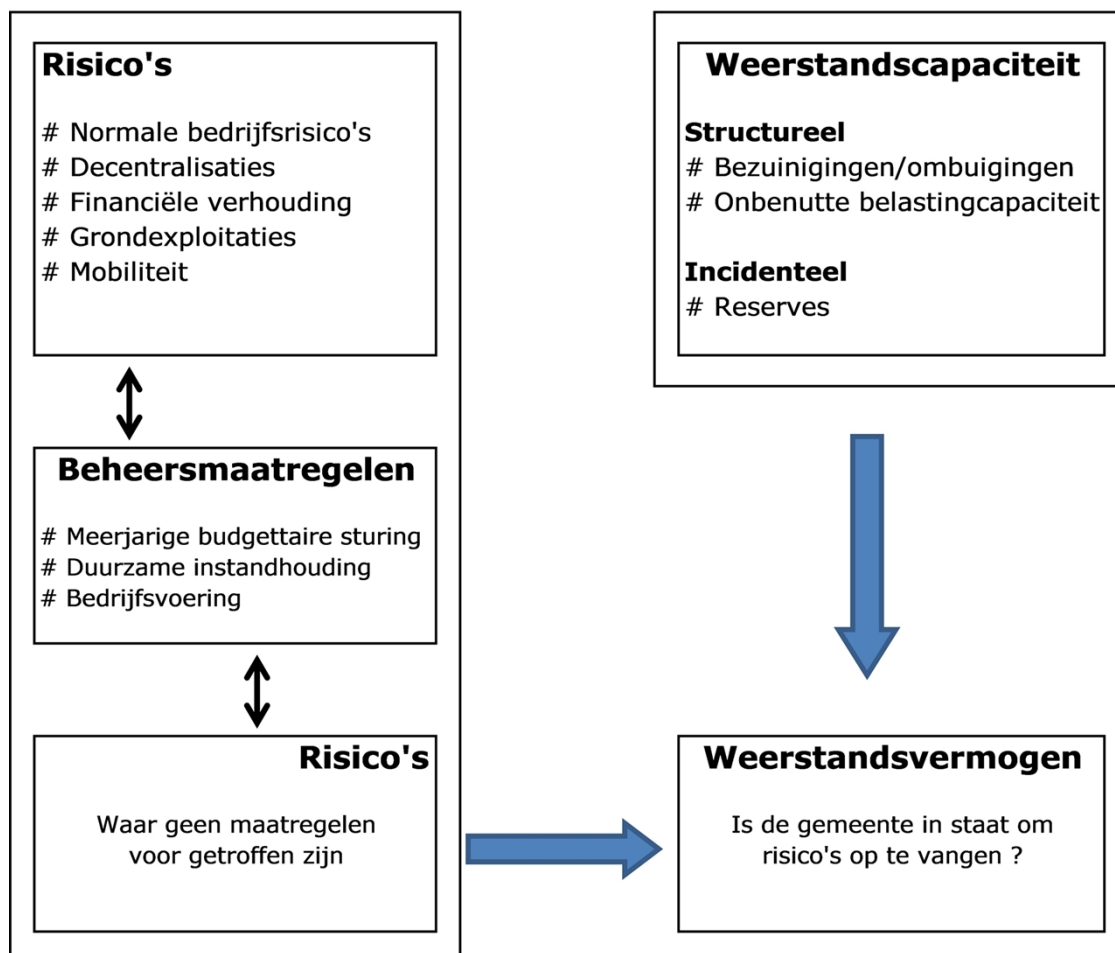 Risico's
# Normale bedrijfsrisico's
# Decentralisaties
# Financiële verhouding
# Grondexploitaties
# Mobiliteit
Beheersmaatregelen
# Meerjarige budgettaire sturing
# Duurzame instandhouding
# Bedrijfsvoering
Risico's
Waar geen maatregelen
voor getroffen zijn
Weerstandscapaciteit
Structureel
# Bezuinigingen/ombuigingen
# Onbenutte belastingcapaciteit
Incidenteel
# Reserves
Weerstandsvermogen
Is de gemeente in staat om
risico's op te vangen ?